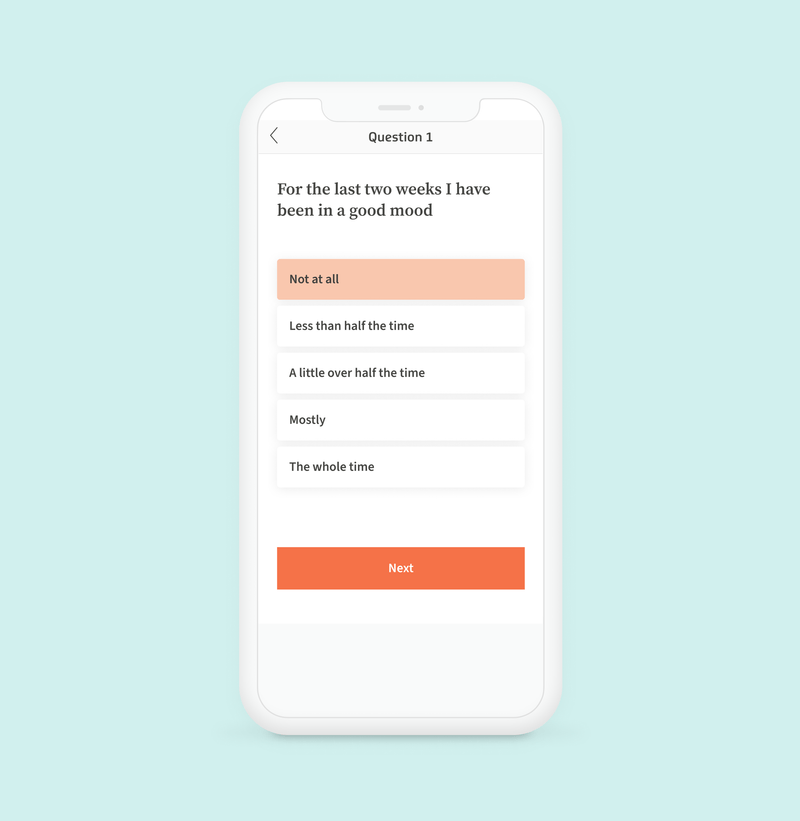 Question 1
For the last two weeks I have
been in a good mood
Not at all
Less than half the time
A little over half the time
Mostly
The whole time
Next